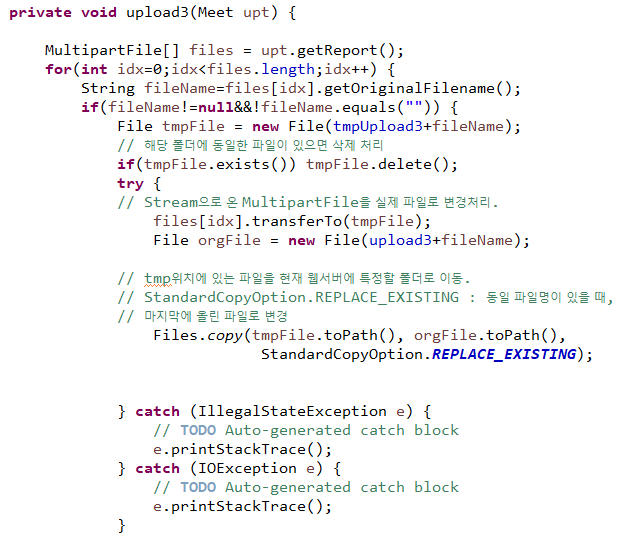 private void upload3(Meet upt) {
MultipartFile[] files = upt.getReport();
for(int idx=0;idx<files.length;idx++) {
String fileName=files[idx].getOriginalFilename();
if(fileName!=null&&!fileName.equals("")) {
File tmpFile = new File(tmpUpload3+fileName);
// 해당 폴더에 동일한 파일이 있으면 삭제 처리
if(tmpFile.exists()) tmpFile.delete();
try {
// Stream으로 온 MultipartFile을 실제 파일로 변경처리.
files[idx].transferTo(tmpFile);
File orgFile = new File(upload3+fileName);
// tmp위치에 있는 파일을 현재 웹서버에 특정할 폴더로 이동.
// StandardCopyOption.REPLACE_EXISTING : 동일 파일명이 있을 때,
// 마지막에 올린 파일로 변경
Files.copy(tmpFile.toPath(), orgFile.toPath(),
StandardCopyOption.REPLACE_EXISTING);
} catch (IllegalStateException e) {
// TODO Auto-generated catch block
e.printStackTrace();
} catch (IOException e) {
// TODO Auto-generated catch block
e.printStackTrace();
}